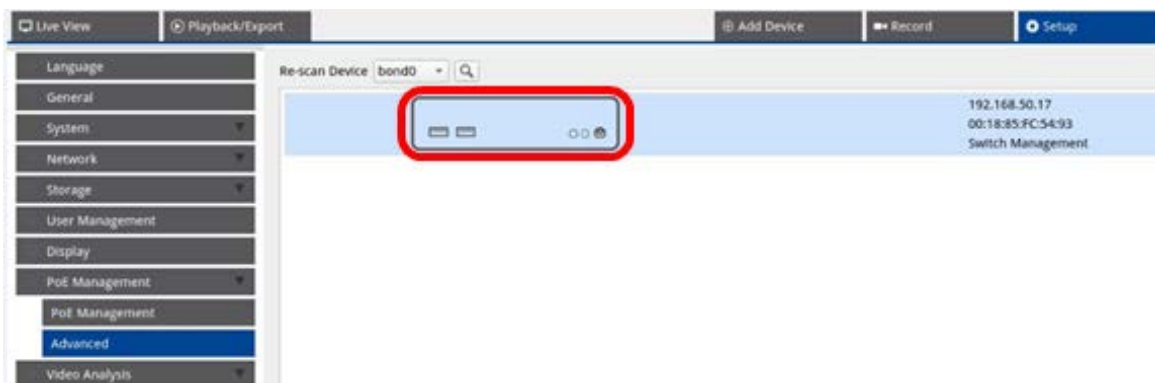 Live View
Playback/Export
Add Device
Record
Setup
Language
General
System
Network
Storage
User Management
Display
PoE Management
PoE Management
Advanced
Video Analysis
Re-scan Device bond0
192.168.50.17
00:18:85:FC:54:93
Switch Management